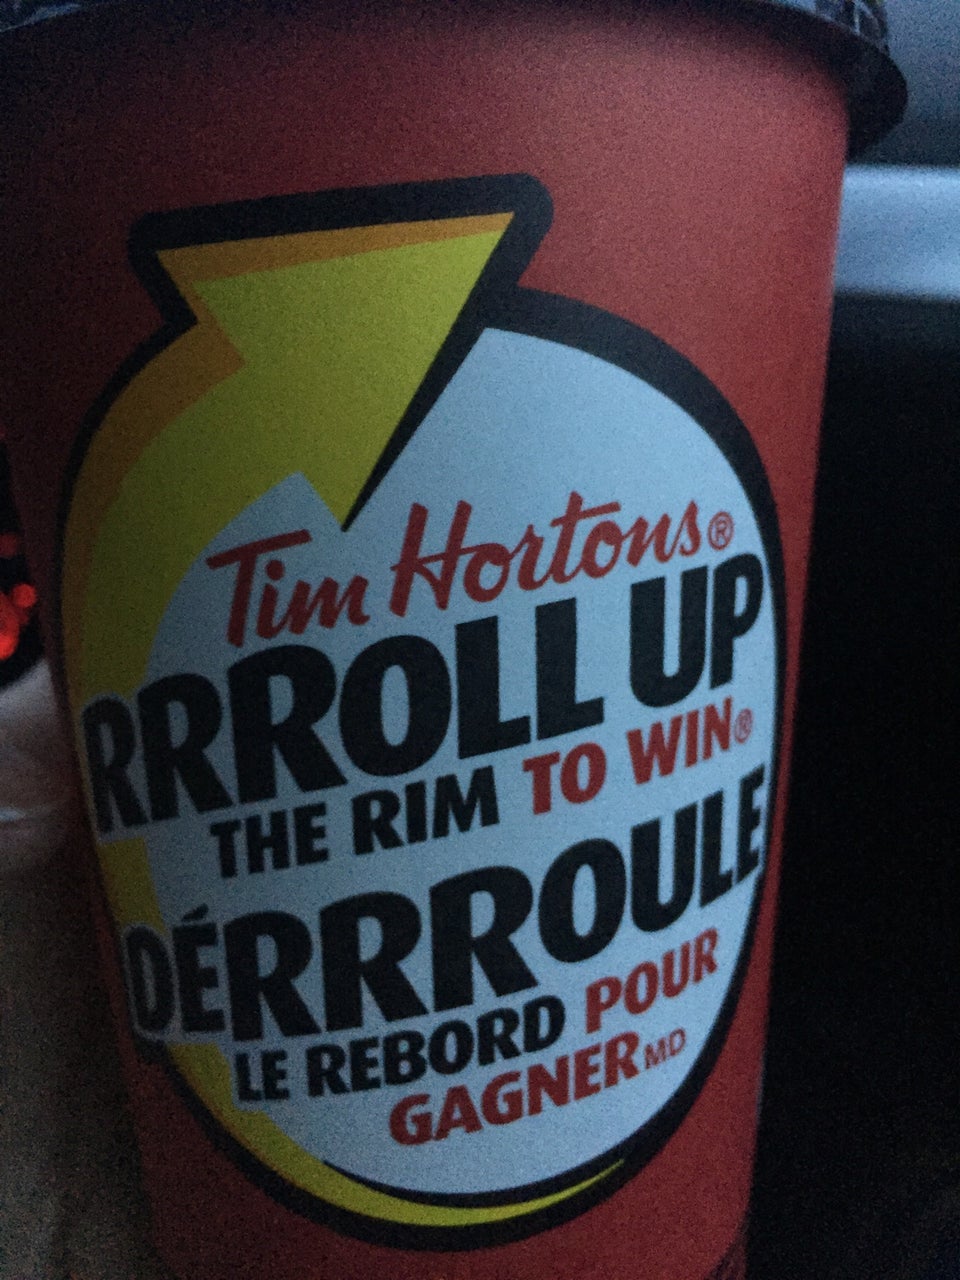 Tim Hortons®
RRROLL UP
THE RIM TO WIN®
DÉRRROULE
LE REBORD POUR
GAGNER MD